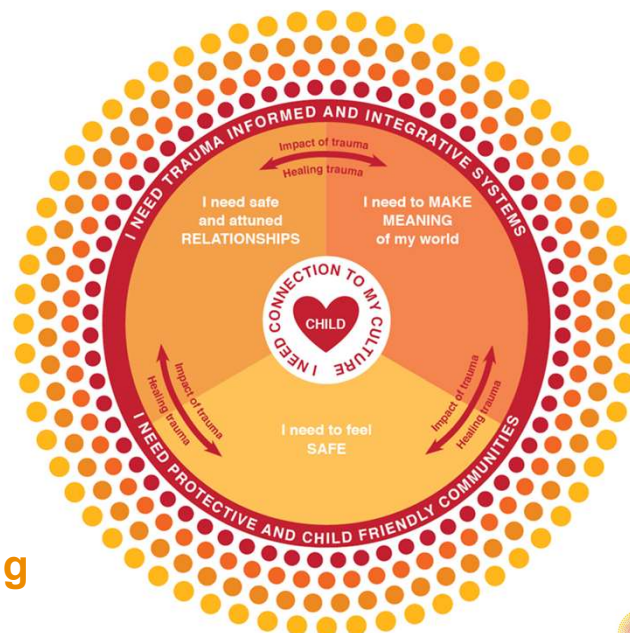 I NEED TRAUMA INFORMED AND INTEGRATIVE SYSTEMS
Impact of trauma
Healing trauma
I need safe
and attuned
RELATIONSHIPS
I need to MAKE
MEANING
of my world
I NEED CONNECTION TO MY CULTURE
CHILD
Impact of trauma
Healing trauma
I need to feel
SAFE
Impact of trauma
Healing trauma
I NEED PROTECTIVE AND CHILD FRIENDLY COMMUNITIES
g